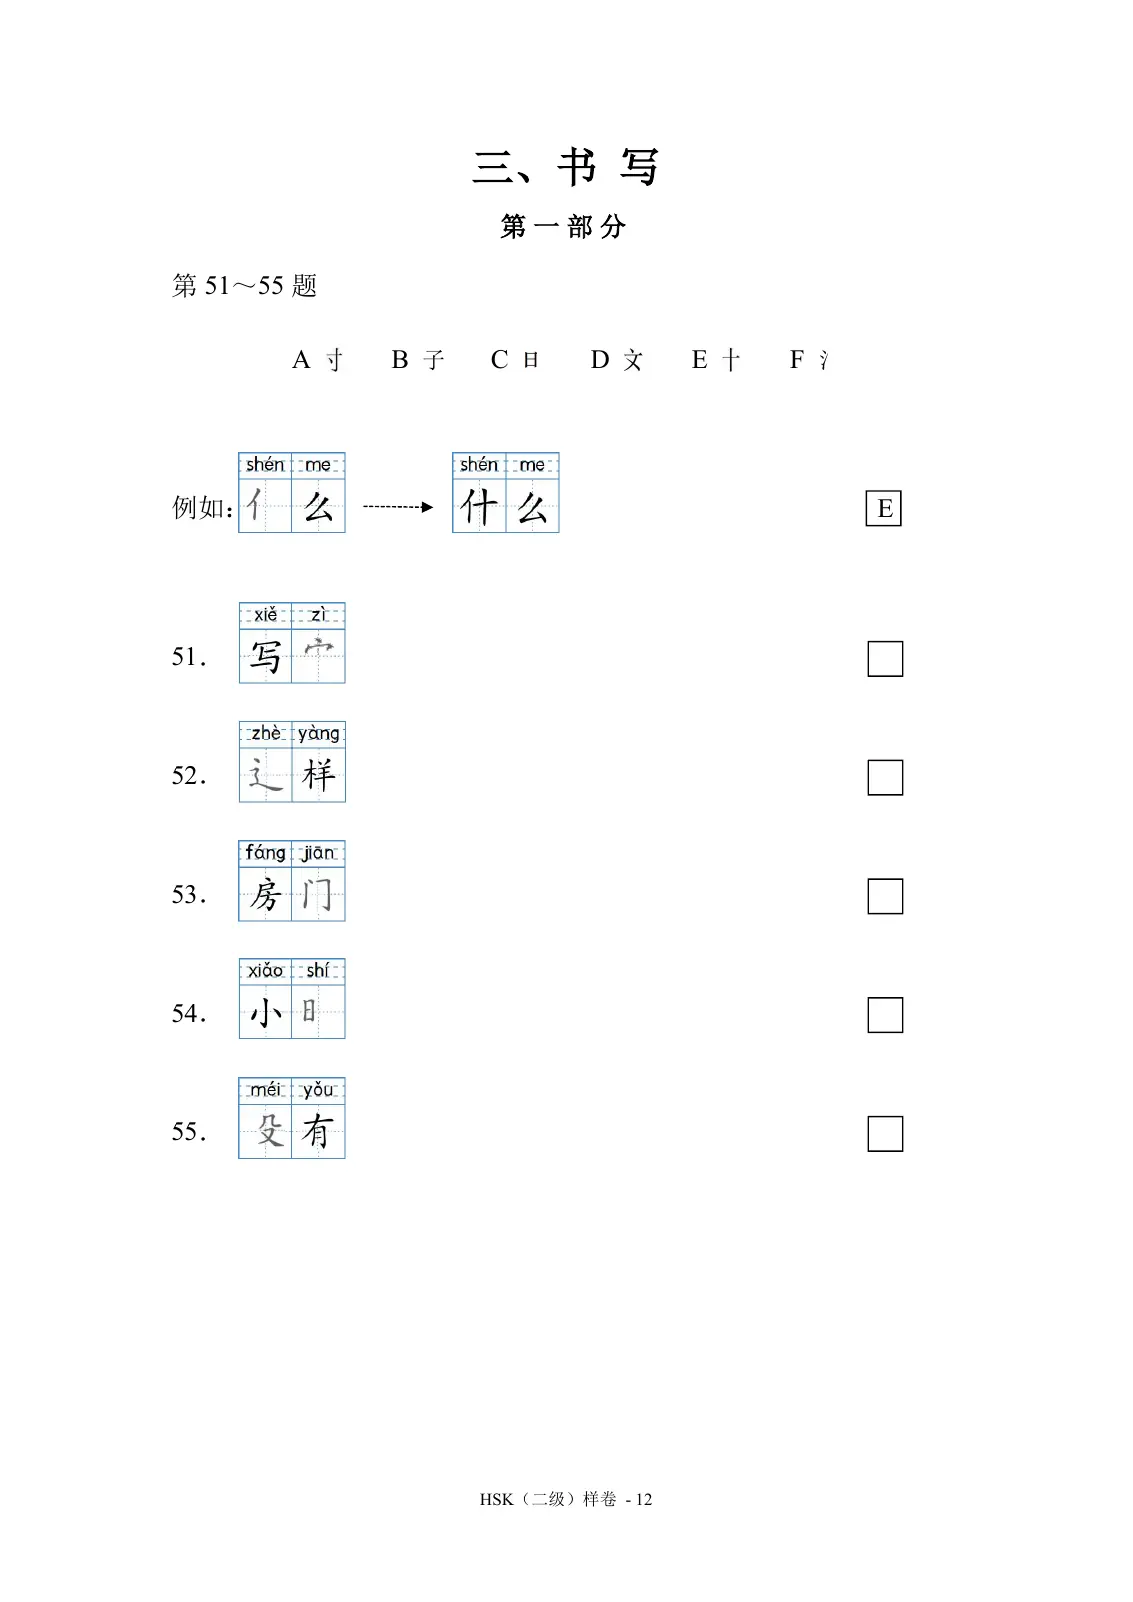 三、书 写
第一部分
第 51～55 题
A 寸 B 子 C 日 D 文 E 十 F 氵
shén me shén me
例如： 亻 么 什 么 E
xiě zì
51． 写 宀
zhè yàng
52． 辶 样
fáng jiān
53． 房 门
xiǎo shí
54． 小 日
méi yǒu
55． 殳 有
HSK（二级）样卷 - 12